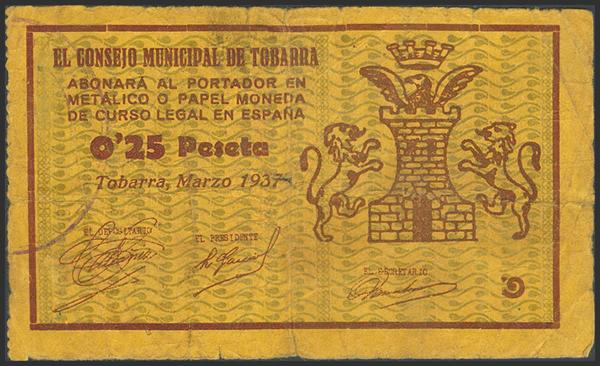 EL CONSEJO MUNICIPAL DE TOBARRA
ABONARÁ AL PORTADOR EN
METÁLICO O PAPEL MONEDA
DE CURSO LEGAL EN ESPAÑA
0'25 Peseta
Tobarra, Marzo 1937
EL DEPOSITARIO
EL PRESIDENTE
EL SECRETARIO